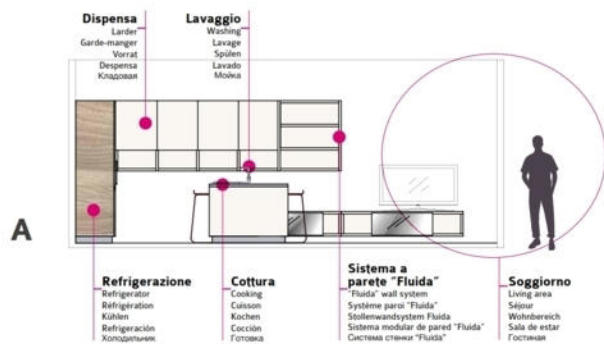 Dispensa
Larder
Garde-manger
Vorrat
Despensa
Кладовая
Lavaggio
Washing
Lavage
Spülen
Lavado
Мойка
A
Refrigerazione
Refrigerator
Réfrigération
Kühlen
Refrigeración
Холодильник
Cottura
Cooking
Cuisson
Kochen
Cocción
Готовка
Sistema a
parete "Fluida"
"Fluida" wall system
Système paroi "Fluida"
Stollenwandsystem Fluida
Sistema modular de pared "Fluida"
Система стенки "Fluida"
Soggiorno
Living area
Séjour
Wohnbereich
Sala de estar
Гостиная